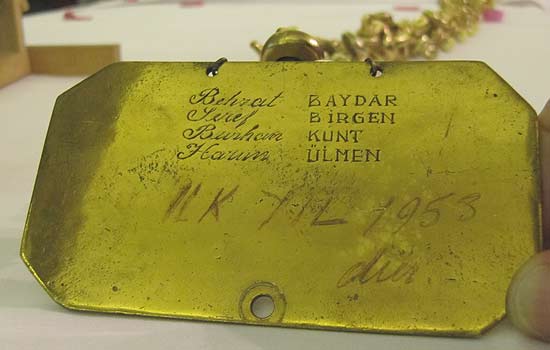 Behzat BAYDAR
Şeref BİRGEN
Burhan KUNT
Harun ÜLMEN
İLK YIL 1953